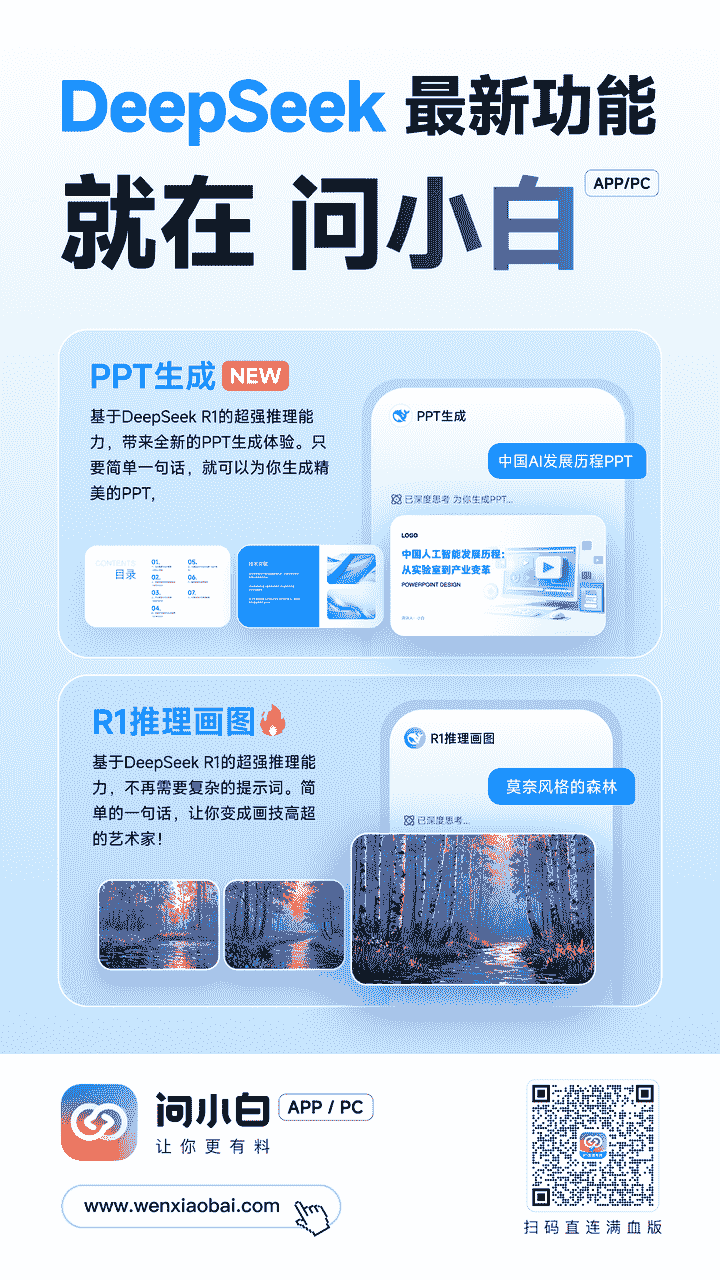 DeepSeek 最新功能
就在 问小白 APP/PC
PPT生成 NEW
基于DeepSeek R1的超强推理能
力，带来全新的PPT生成体验。只
要简单一句话，就可以为你生成精
美的PPT,
PPT生成
中国AI发展历程PPT
已深度思考 为你生成PPT...
CONTENTS
目录
01.
02.
03.
04.
05.
06.
07.
LOGO
中国人工智能发展历程：
从实验室到产业变革
POWERPOINT DESIGN
R1推理画图
基于DeepSeek R1的超强推理能
力，不再需要复杂的提示词。简
单的一句话，让你变成画技高超
的艺术家！
R1推理画图
莫奈风格的森林
已深度思考...
问小白 APP / PC
让你更有料
www.wenxiaobai.com
扫码直连满血版